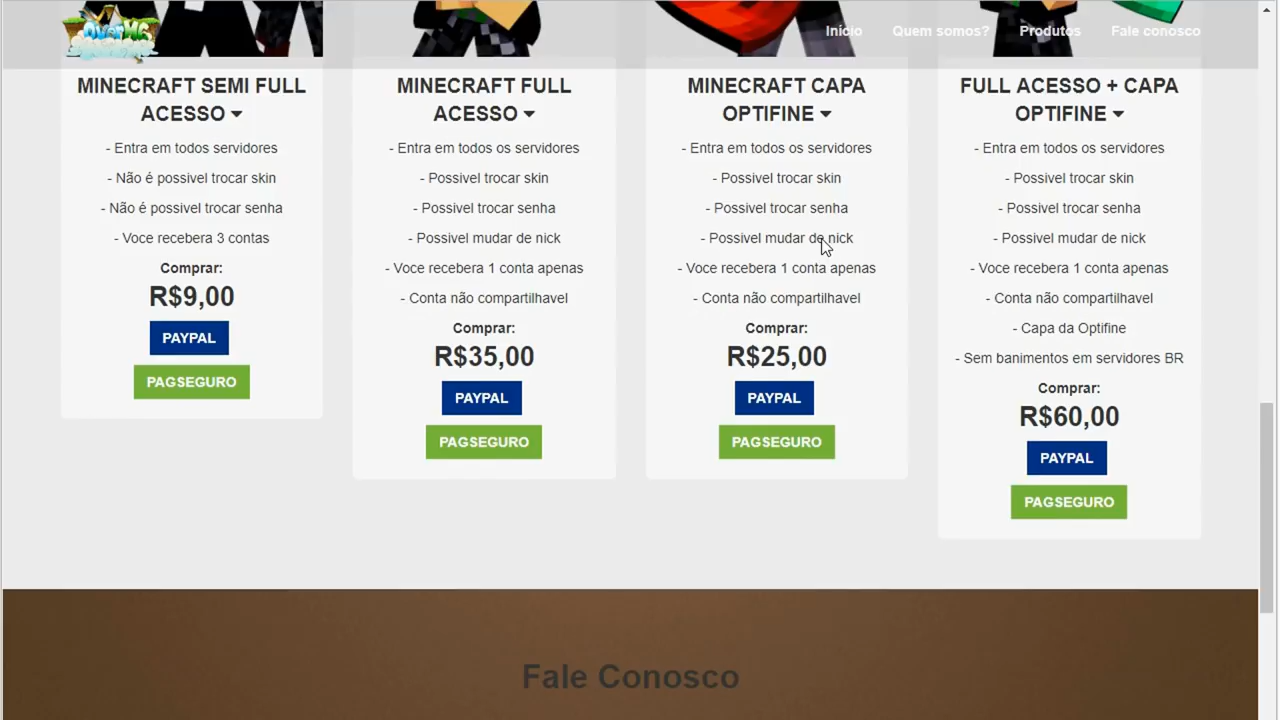 OverMC
Início Quem somos? Produtos Fale conosco
MINECRAFT SEMI FULL
ACESSO
- Entra em todos servidores
- Não é possivel trocar skin
- Não é possivel trocar senha
- Voce recebera 3 contas
Comprar:
R$9,00
PAYPAL
PAGSEGURO
MINECRAFT FULL
ACESSO
- Entra em todos os servidores
- Possivel trocar skin
- Possivel trocar senha
- Possivel mudar de nick
- Voce recebera 1 conta apenas
- Conta não compartilhavel
Comprar:
R$35,00
PAYPAL
PAGSEGURO
MINECRAFT CAPA
OPTIFINE
- Entra em todos os servidores
- Possivel trocar skin
- Possivel trocar senha
- Possivel mudar de nick
- Voce recebera 1 conta apenas
- Conta não compartilhavel
Comprar:
R$25,00
PAYPAL
PAGSEGURO
FULL ACESSO + CAPA
OPTIFINE
- Entra em todos os servidores
- Possivel trocar skin
- Possivel trocar senha
- Possivel mudar de nick
- Voce recebera 1 conta apenas
- Conta não compartilhavel
- Capa da Optifine
- Sem banimentos em servidores BR
Comprar:
R$60,00
PAYPAL
PAGSEGURO
Fale Conosco